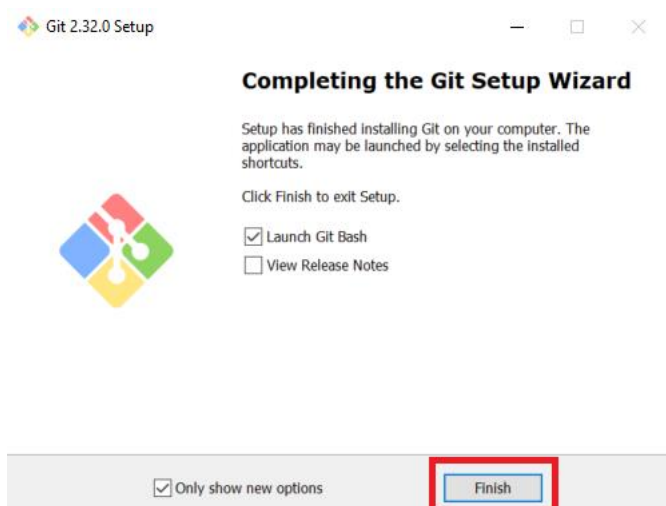 Git 2.32.0 Setup
Completing the Git Setup Wizard
Setup has finished installing Git on your computer. The
application may be launched by selecting the installed
shortcuts.
Click Finish to exit Setup.
Launch Git Bash
View Release Notes
Only show new options
Finish